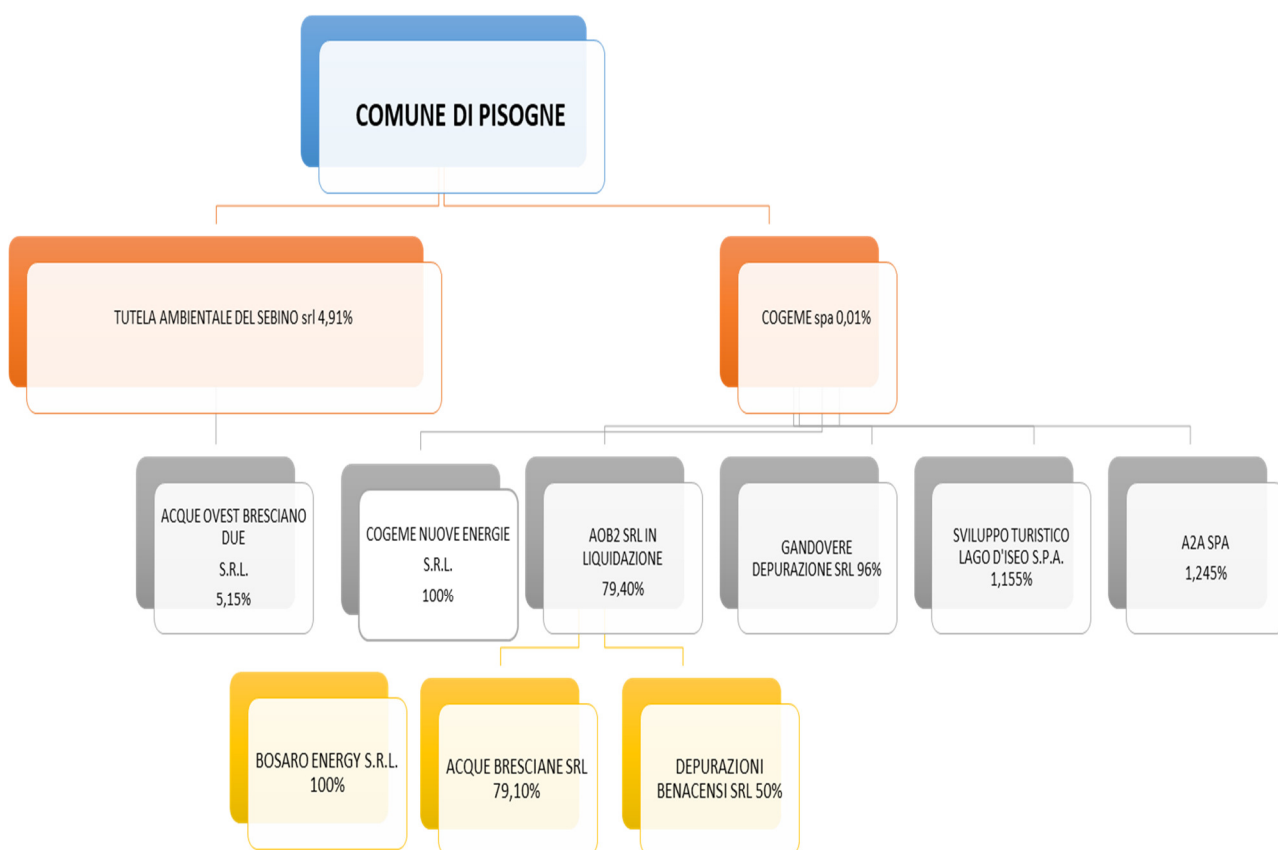 COMUNE DI PISOGNE
TUTELA AMBIENTALE DEL SEBINO srl 4,91%
COGEME spa 0,01%
ACQUE OVEST BRESCIANO
DUE
S.R.L.
5,15%
COGEME NUOVE ENERGIE
S.R.L.
100%
AOB2 SRL IN
LIQUIDAZIONE
79,40%
GANDOVERE
DEPURAZIONE SRL 96%
SVILUPPO TURISTICO
LAGO D'ISEO S.P.A.
1,155%
A2A SPA
1,245%
BOSARO ENERGY S.R.L.
100%
ACQUE BRESCIANE SRL
79,10%
DEPURAZIONI
BENACENSI SRL 50%